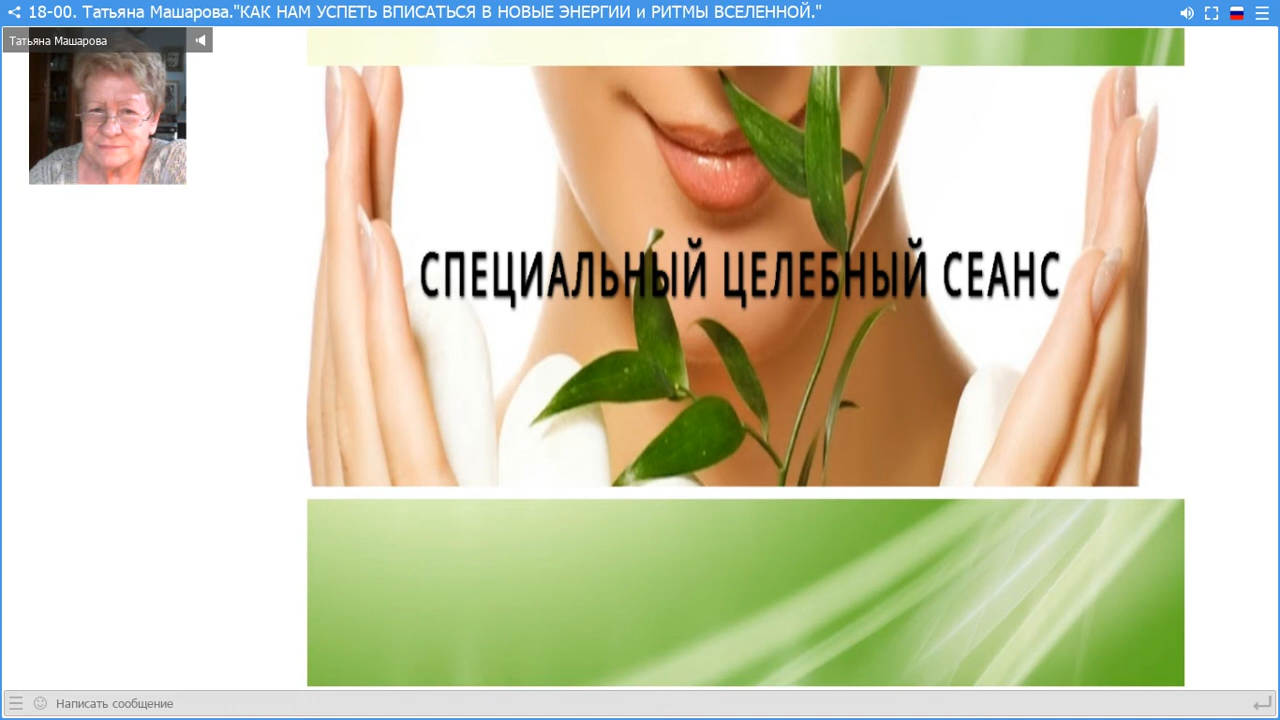 18-00. Татьяна Машарова."КАК НАМ УСПЕТЬ ВПИСАТЬСЯ В НОВЫЕ ЭНЕРГИИ и РИТМЫ ВСЕЛЕННОЙ."
Татьяна Машарова
СПЕЦИАЛЬНЫЙ ЦЕЛЕБНЫЙ СЕАНС
Написать сообщение